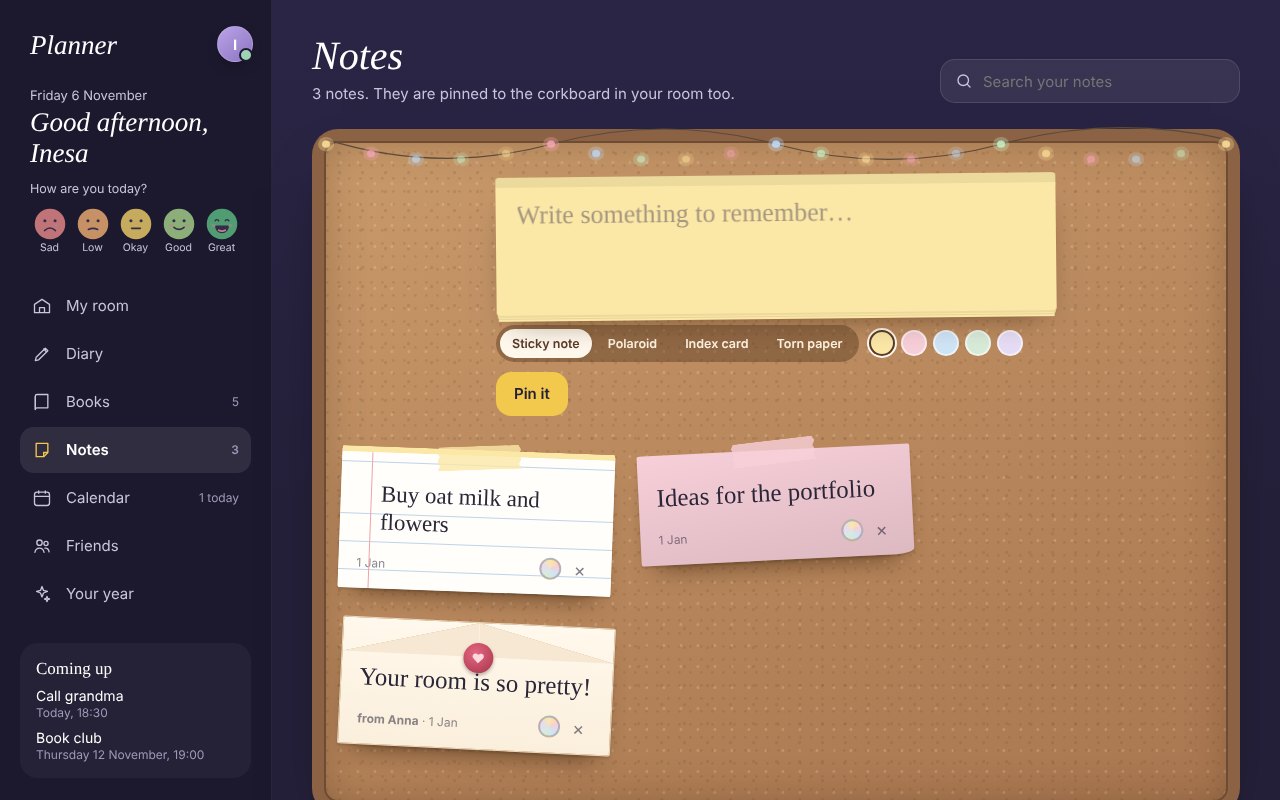 Planner
I
Friday 6 November
Good afternoon,
Inesa
How are you today?
Sad
Low
Okay
Good
Great
My room
Diary
Books
5
Notes
3
Calendar
1 today
Friends
Your year
Coming up
Call grandma
Today, 18:30
Book club
Thursday 12 November, 19:00
Notes
3 notes. They are pinned to the corkboard in your room too.
Search your notes
Write something to remember…
Sticky note
Polaroid
Index card
Torn paper
Pin it
Buy oat milk and
flowers
1 Jan
Ideas for the portfolio
1 Jan
Your room is so pretty!
from Anna · 1 Jan